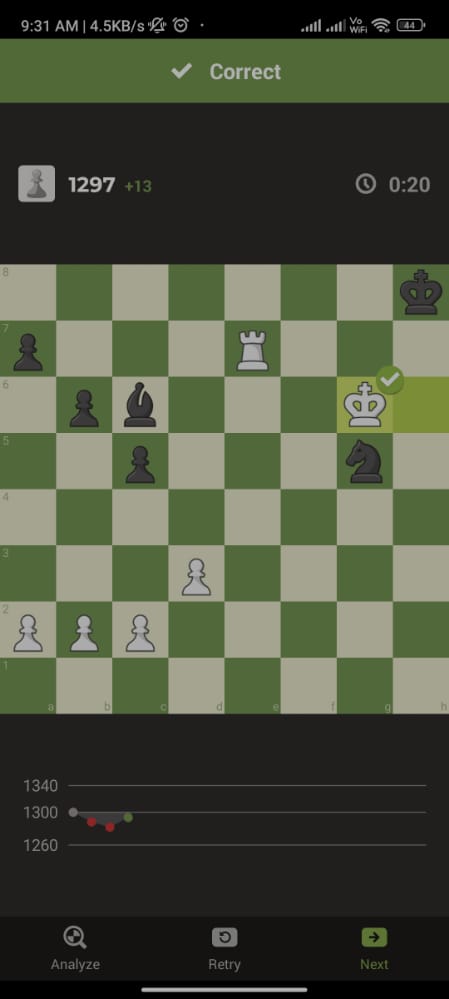 9:31 AM | 4.5KB/s Vo WiFi 44
Correct
1297 +13 0:20
8
7
6
5
4
3
2
1
a b c d e f g h
1340
1300
1260
Analyze Retry Next